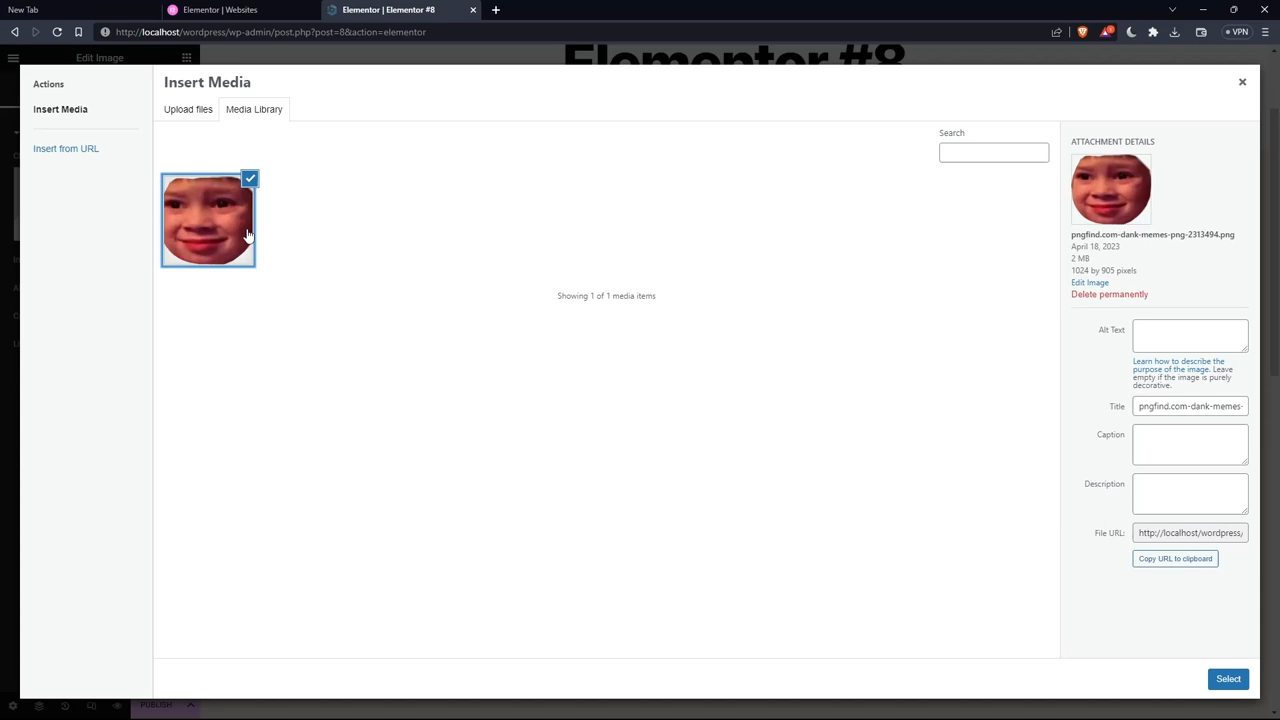 New Tab
Elementor | Websites
Elementor | Elementor #8
http://localhost/wordpress/wp-admin/post.php?post=8&action=elementor
VPN
Edit Image
Elementor #8
Actions
Insert Media
Insert from URL
Insert Media
Upload files
Media Library
Search
Showing 1 of 1 media items
ATTACHMENT DETAILS
pngfind.com-dank-memes-png-2313494.png
April 18, 2023
2 MB
1024 by 905 pixels
Edit Image
Delete permanently
Alt Text
Learn how to describe the
purpose of the image. Leave
empty if the image is purely
decorative.
Title
pngfind.com-dank-memes-
Caption
Description
File URL:
http://localhost/wordpress/
Copy URL to clipboard
Select
PUBLISH